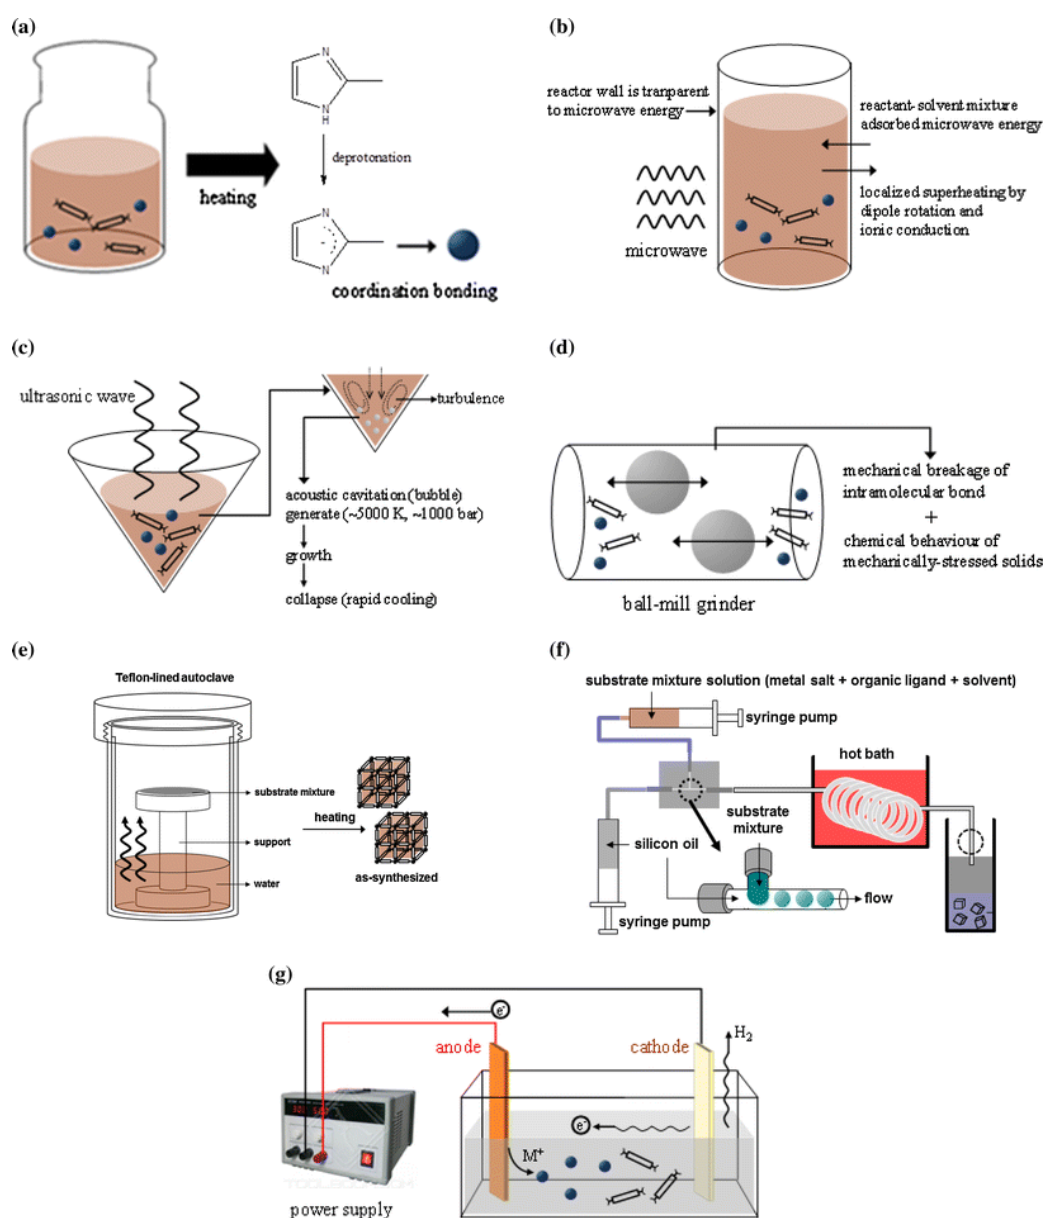 (a)
N
N
H
deprotonation
heating
N
N
-
coordination bonding
(b)
reactor wall is tranparent
to microwave energy
reactant-solvent mixture
adsorbed microwave energy
localized superheating by
dipole rotation and
ionic conduction
microwave
(c)
ultrasonic wave
turbulence
acoustic cavitation (bubble)
generate (~5000 K, ~1000 bar)
growth
collapse (rapid cooling)
(d)
mechanical breakage of
intramolecular bond
+
chemical behaviour of
mechanically-stressed solids
ball-mill grinder
(e)
Teflon-lined autoclave
substrate mixture
heating
support
water
as-synthesized
(f)
substrate mixture solution (metal salt + organic ligand + solvent)
syringe pump
hot bath
substrate
mixture
silicon oil
flow
syringe pump
(g)
e-
H2
anode
cathode
e-
M+
power supply